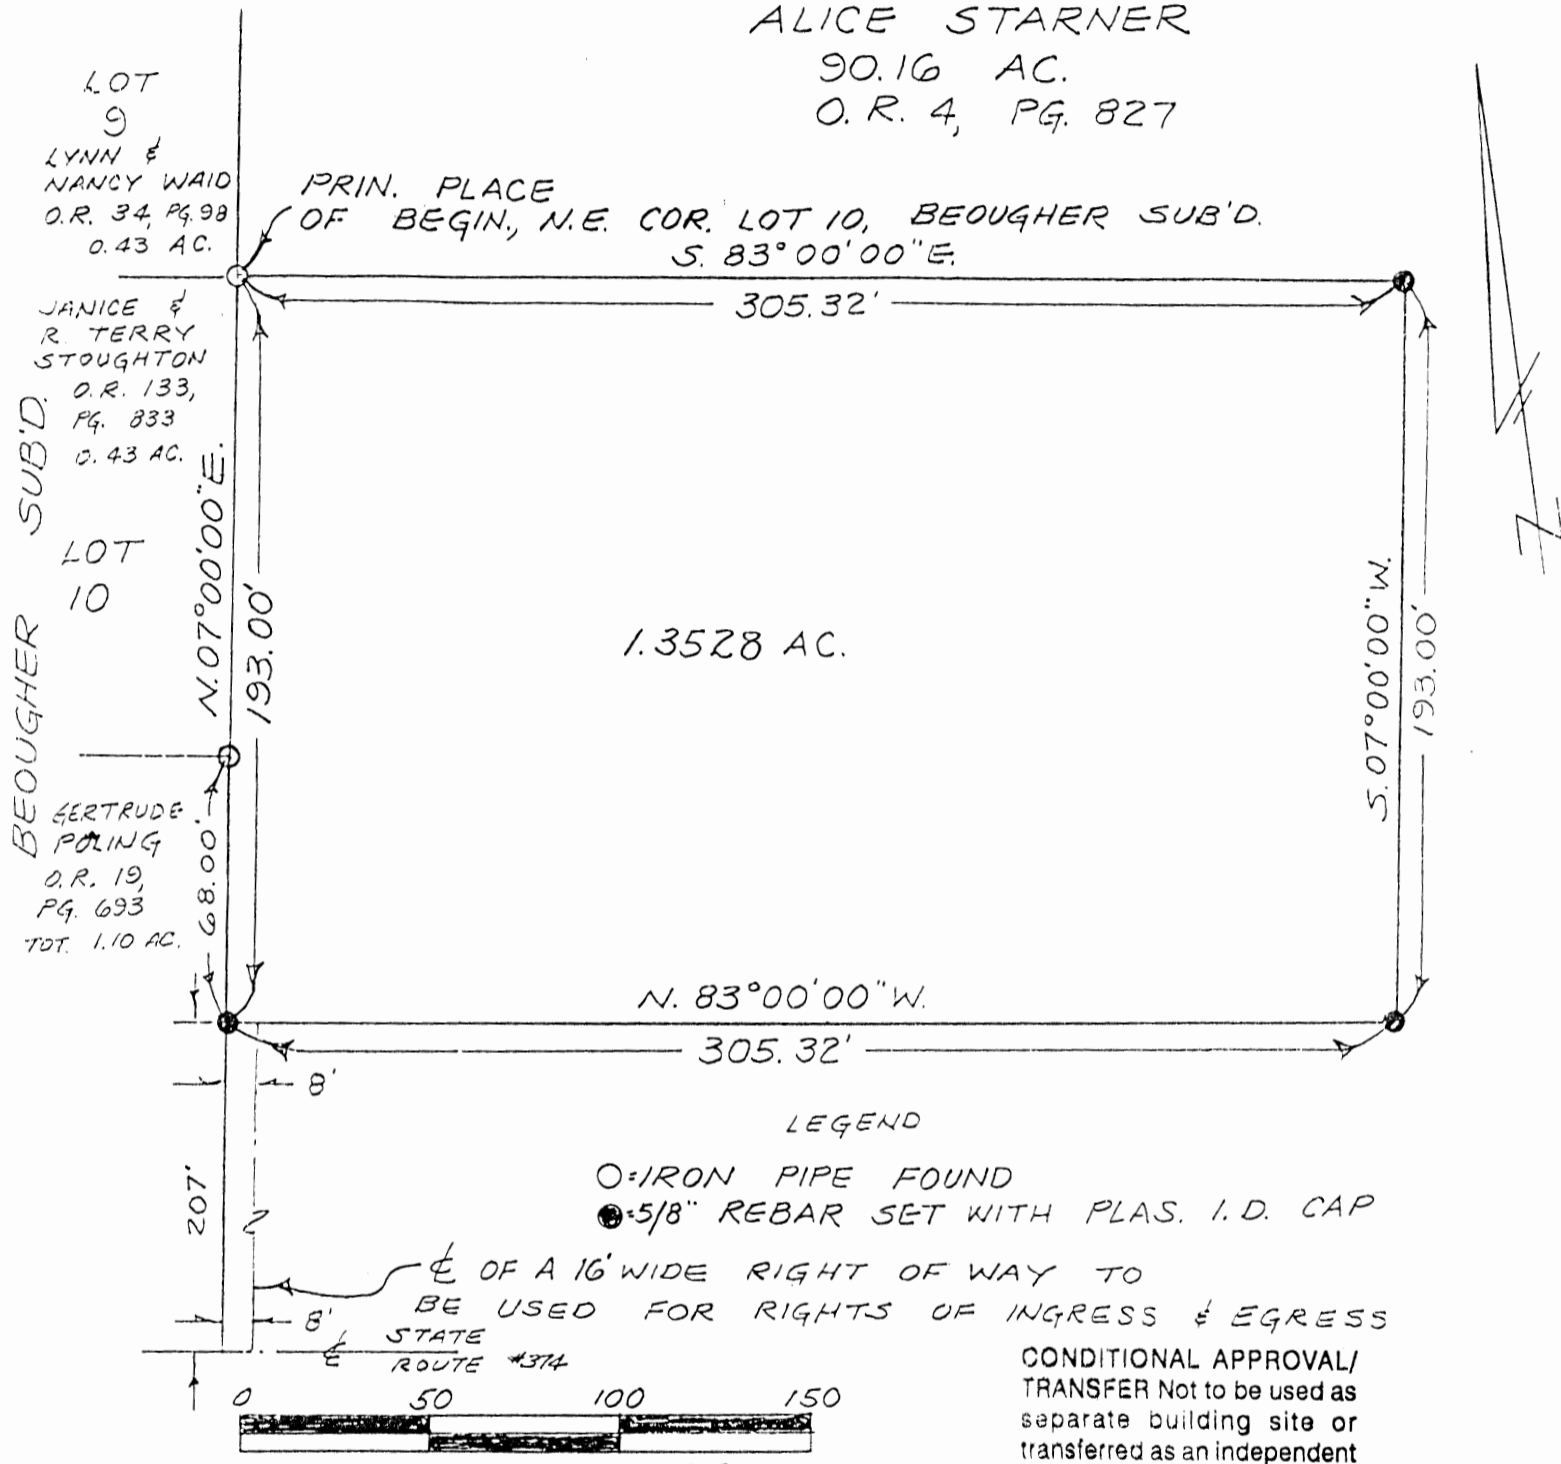 ALICE STARNER
90.16 AC.
O.R. 4, PG. 827
LOT
9
LYNN &
NANCY WAID
O.R. 34, PG. 98
0.43 AC.
PRIN. PLACE
OF BEGIN., N.E. COR. LOT 10, BEOUGHER SUB'D.
S. 83°00'00"E.
305.32'
JANICE &
R. TERRY
STOUGHTON
O.R. 133,
PG. 833
0.43 AC.
LOT
10
BEOUGHER SUB'D.
N.07°00'00"E.
193.00'
1.3528 AC.
S.07°00'00"W.
193.00'
Z
GERTRUDE
POLING
O.R. 19,
PG. 693
TOT. 1.10 AC.
68.00'
N. 83°00'00"W.
305.32'
8'
207'
LEGEND
O=IRON PIPE FOUND
●=5/8" REBAR SET WITH PLAS. I.D. CAP
℄ OF A 16' WIDE RIGHT OF WAY TO
BE USED FOR RIGHTS OF INGRESS & EGRESS
8'
℄ STATE
ROUTE #374
0 50 100 150
CONDITIONAL APPROVAL/
TRANSFER Not to be used as
separate building site or
transferred as an independent